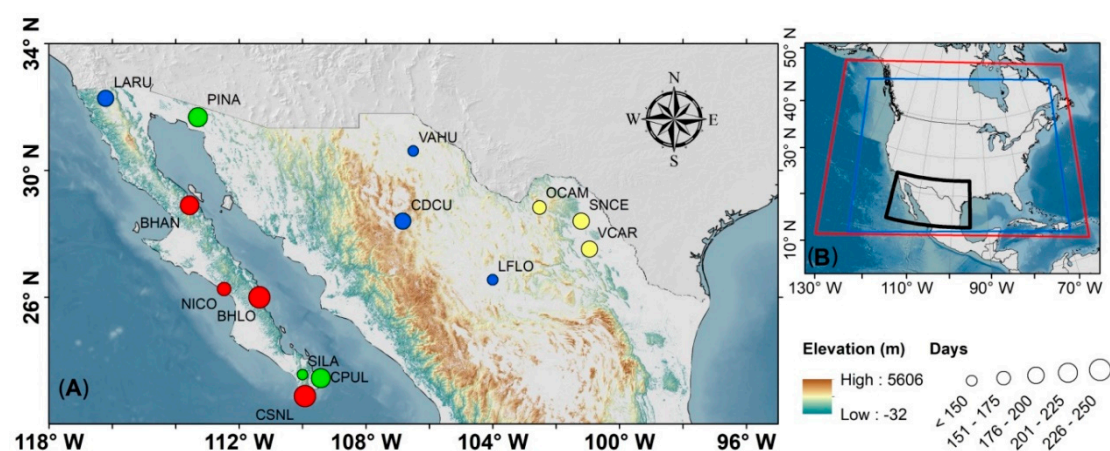 34° N
30° N
26° N
118° W
112° W
108° W
104° W
100° W
96° W
LARU
PINA
VAHU
BHAN
CDCU
OCAM
SNCE
VCAR
LFLO
NICO
BHLO
SILA
CPUL
CSNL
N
W
E
S
(A)
50° N
40° N
30° N
20° N
10° N
(B)
130° W
110° W
90° W
70° W
Elevation (m)
High : 5606
Low : -32
Days
< 150
151 - 175
176 - 200
201 - 225
226 - 250